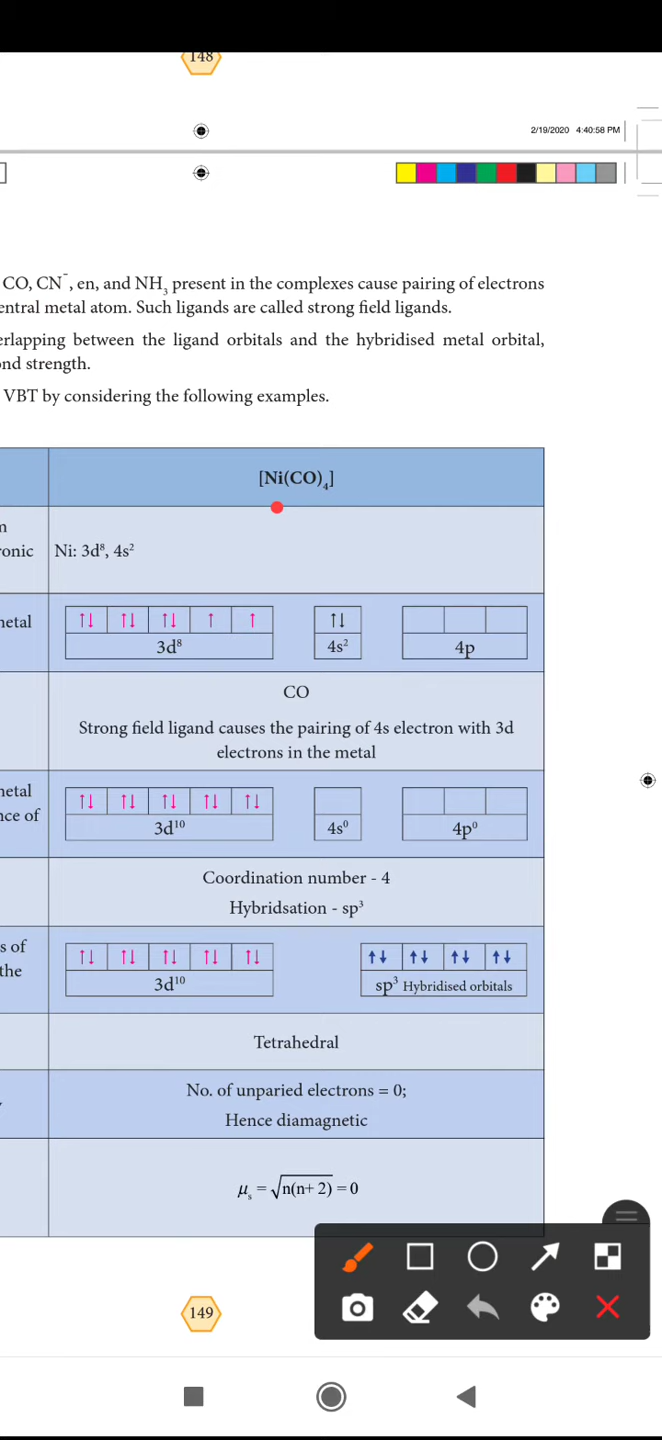 148
2/19/2020 4:40:58 PM
CO, CN⁻, en, and NH₃ present in the complexes cause pairing of electrons
entral metal atom. Such ligands are called strong field ligands.
erlapping between the ligand orbitals and the hybridised metal orbital,
ond strength.
VBT by considering the following examples.
[Ni(CO)₄]
m
ronic
Ni: 3d⁸, 4s²
netal
↑↓ ↑↓ ↑↓ ↑ ↑ ↑↓
3d⁸ 4s² 4p
CO
Strong field ligand causes the pairing of 4s electron with 3d
electrons in the metal
netal
nce of
↑↓ ↑↓ ↑↓ ↑↓ ↑↓
3d¹⁰ 4s⁰ 4p⁰
Coordination number - 4
Hybridsation - sp³
s of
the
↑↓ ↑↓ ↑↓ ↑↓ ↑↓ ↑↓ ↑↓ ↑↓ ↑↓
3d¹⁰ sp³ Hybridised orbitals
Tetrahedral
No. of unparied electrons = 0;
Hence diamagnetic
μₛ = √n(n+ 2) = 0
149